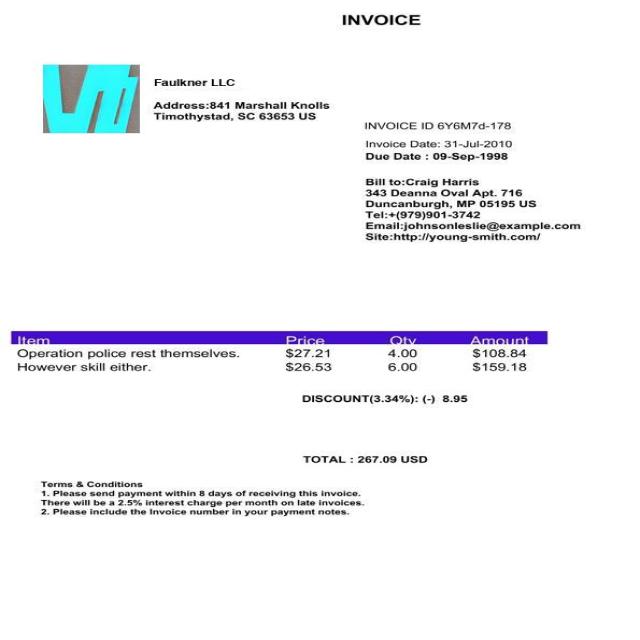 INVOICE
Faulkner LLC
Address:841 Marshall Knolls
Timothystad, SC 63653 US
INVOICE ID 6Y6M7d-178
Invoice Date: 31-Jul-2010
Due Date : 09-Sep-1998
Bill to:Craig Harris
343 Deanna Oval Apt. 716
Duncanburgh, MP 05195 US
Tel:+(979)901-3742
Email:johnsonleslie@example.com
Site:http://young-smith.com/
Item Price Qty Amount
Operation police rest themselves. $27.21 4.00 $108.84
However skill either. $26.53 6.00 $159.18
DISCOUNT(3.34%): (-) 8.95
TOTAL : 267.09 USD
Terms & Conditions
1. Please send payment within 8 days of receiving this invoice.
There will be a 2.5% interest charge per month on late invoices.
2. Please include the Invoice number in your payment notes.